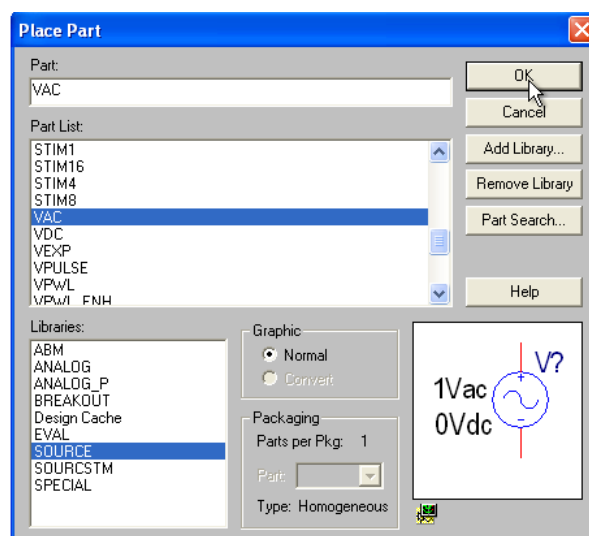 Place Part
Part:
VAC
OK
Cancel
Part List:
STIM1
STIM16
STIM4
STIM8
VAC
VDC
VEXP
VPULSE
VPWL
VPWL_ENH
Add Library...
Remove Library
Part Search...
Help
Libraries:
ABM
ANALOG
ANALOG_P
BREAKOUT
Design Cache
EVAL
SOURCE
SOURCSTM
SPECIAL
Graphic
Normal
Convert
Packaging
Parts per Pkg: 1
Part:
Type: Homogeneous
V?
1Vac
0Vdc